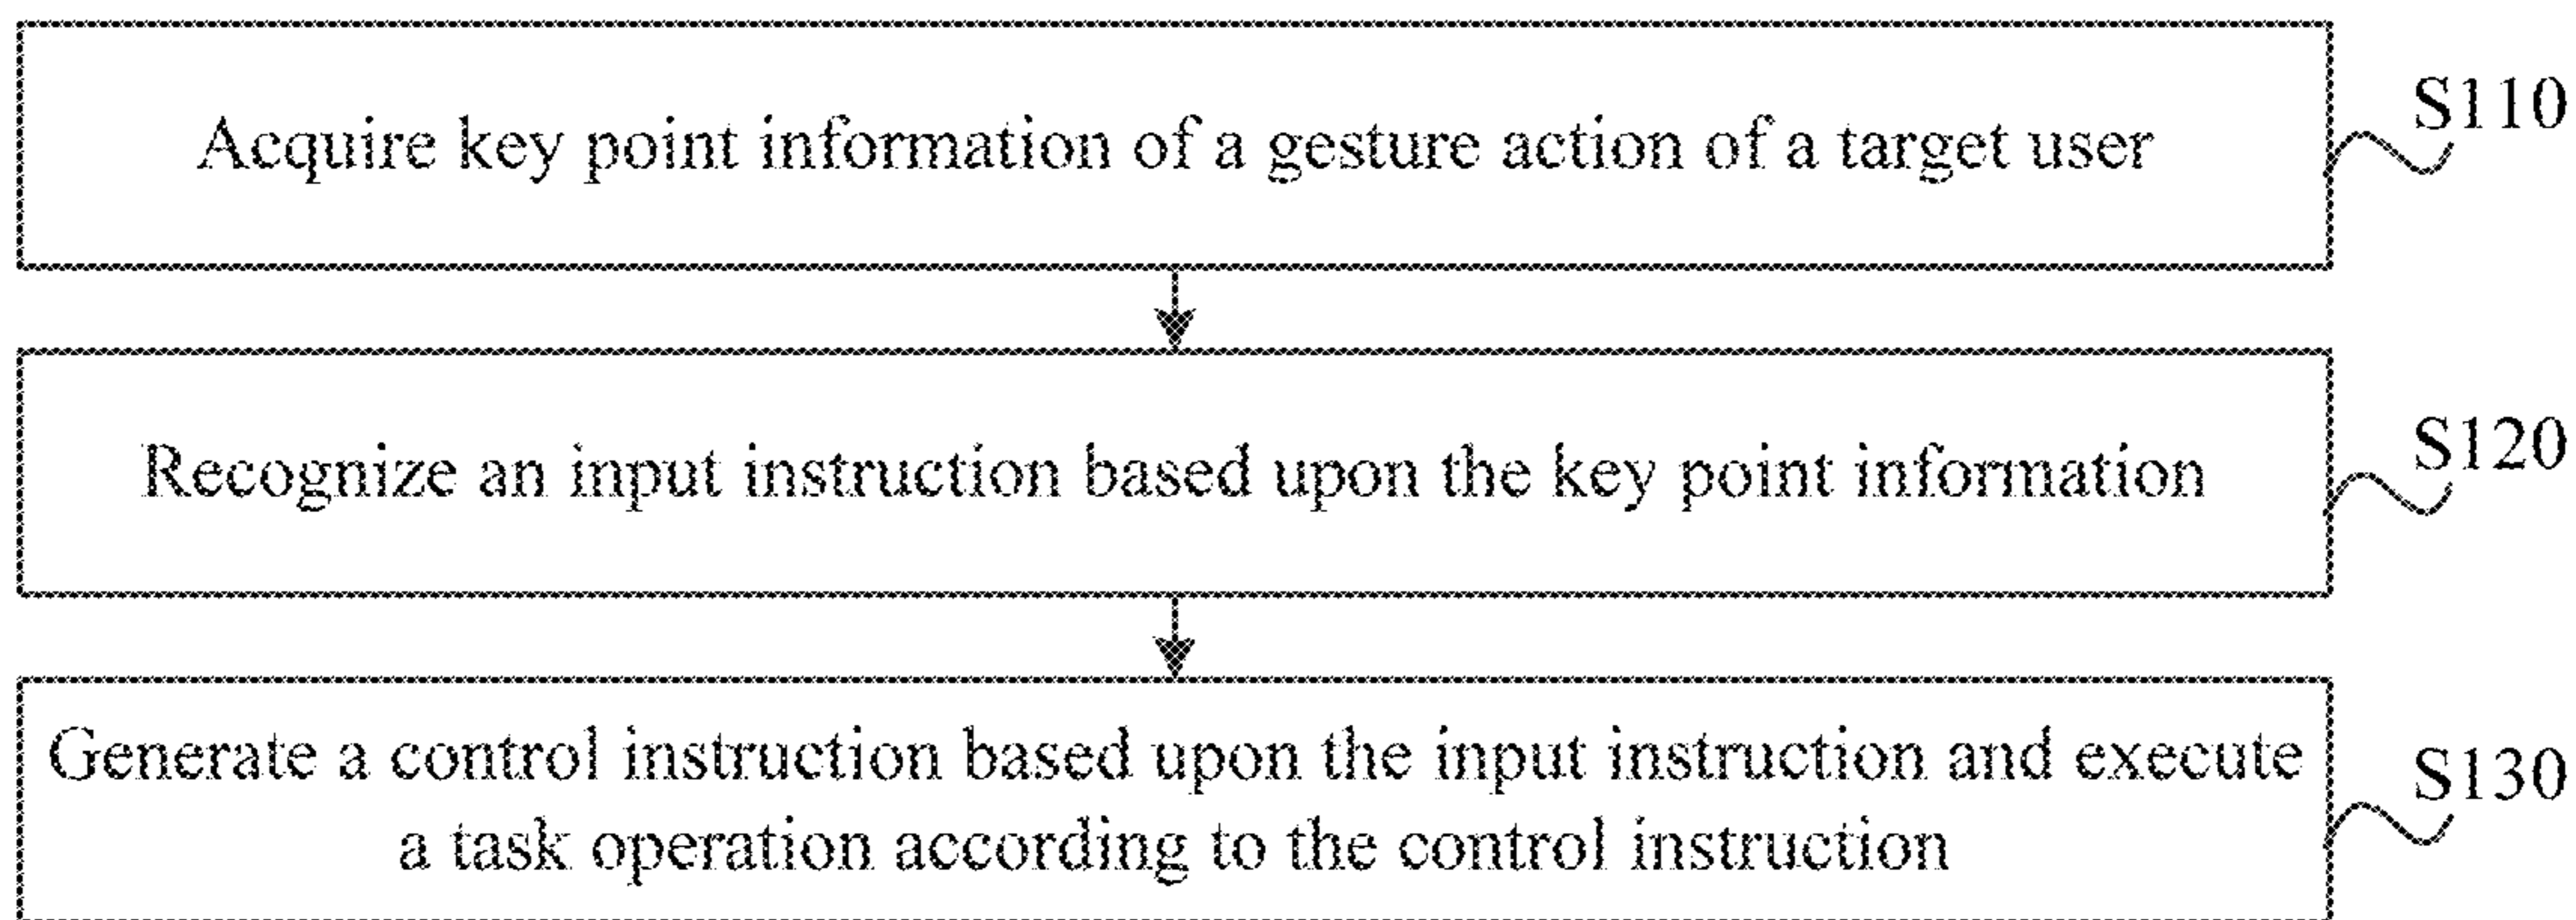 Acquire key point information of a gesture action of a target user
S110
Recognize an input instruction based upon the key point information
S120
Generate a control instruction based upon the input instruction and execute
a task operation according to the control instruction
S130